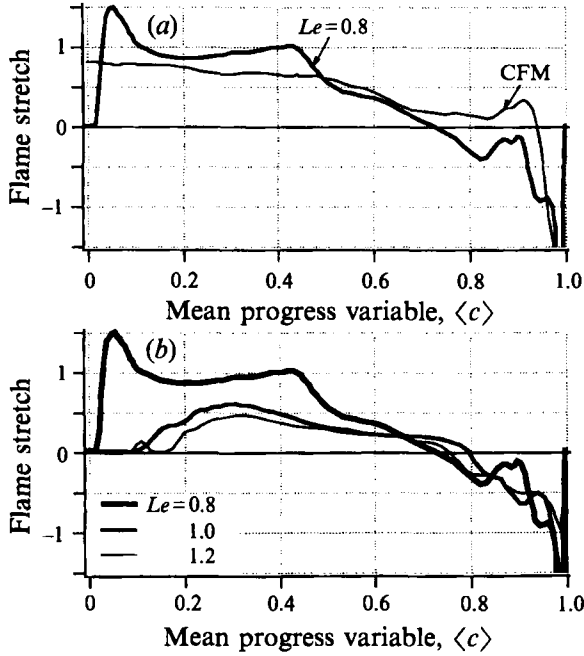 (a)
Le=0.8
CFM
Flame stretch
1
0
−1
0
0.2
0.4
0.6
0.8
1.0
Mean progress variable, ⟨c⟩
(b)
Flame stretch
1
0
−1
Le=0.8
1.0
1.2
0
0.2
0.4
0.6
0.8
1.0
Mean progress variable, ⟨c⟩